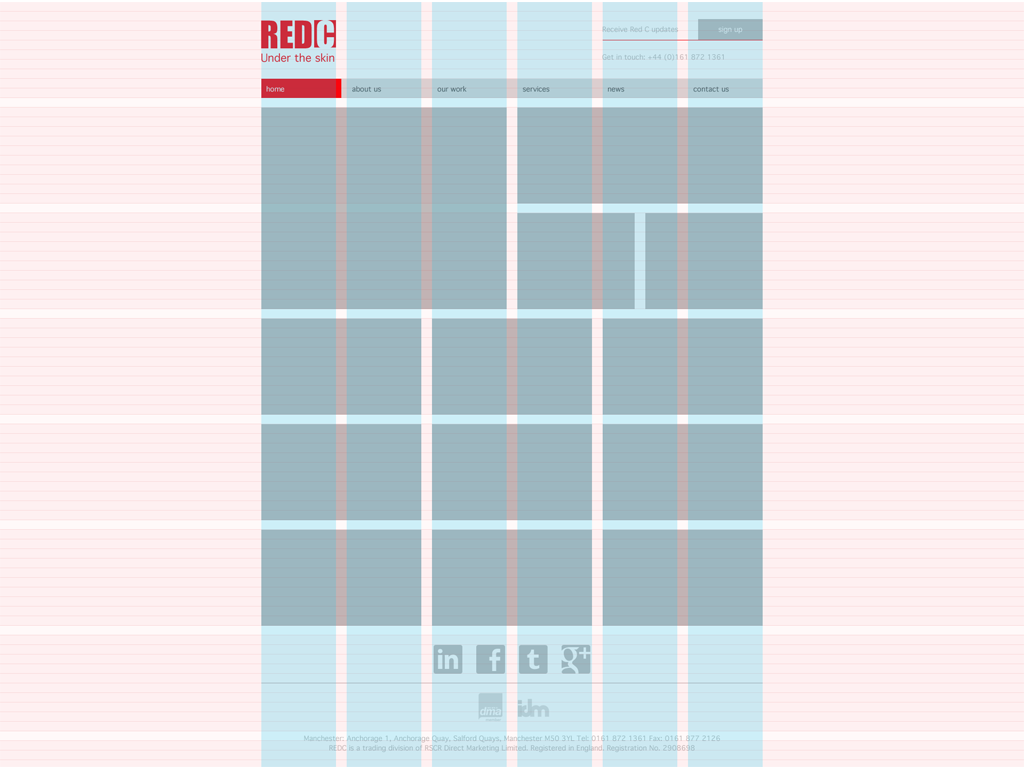 REDC
Under the skin
Receive Red C updates
sign up
Get in touch: +44 (0)161 872 1361
home
about us
our work
services
news
contact us
in
f
t
g+
dma
idm
Manchester: Anchorage 1, Anchorage Quay, Salford Quays, Manchester M50 3YL Tel: 0161 872 1361 Fax: 0161 877 2126
REDC is a trading division of RSCR Direct Marketing Limited. Registered in England. Registration No. 2908698